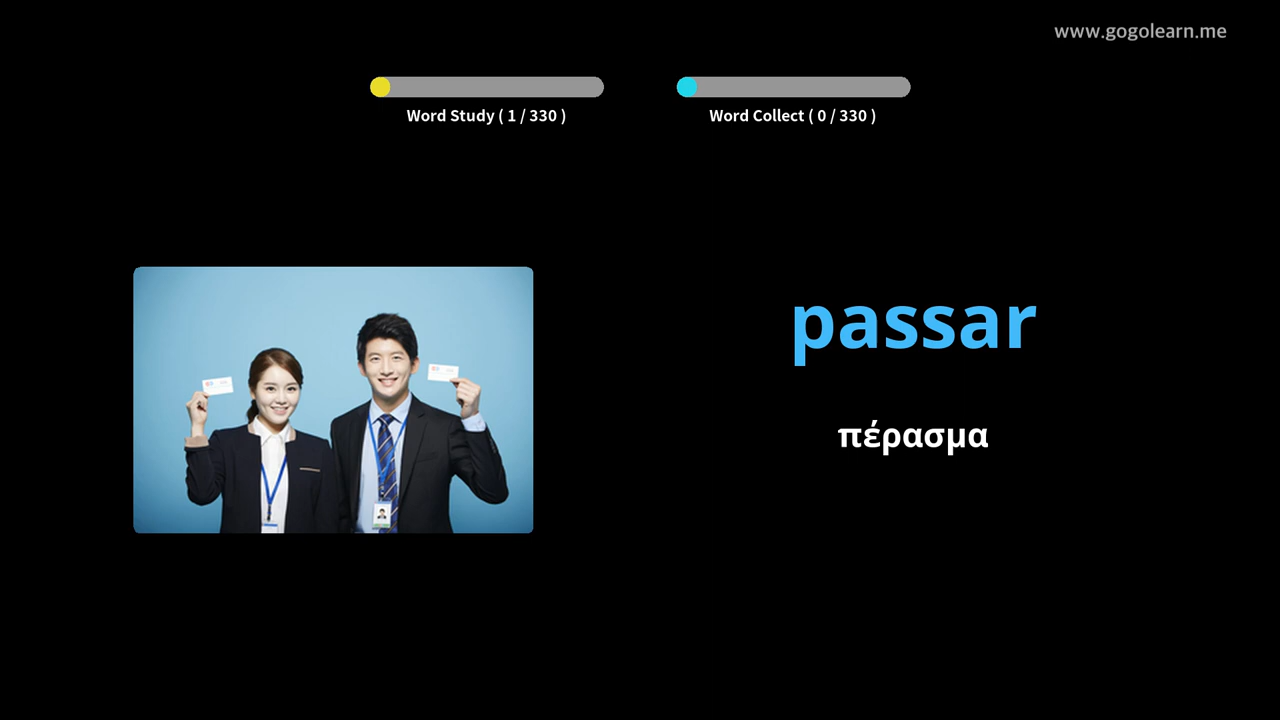 www.gogolearn.me
Word Study ( 1 / 330 )
Word Collect ( 0 / 330 )
passar
πέρασμα